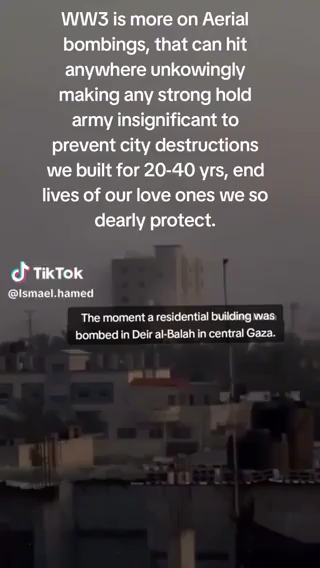 WW3 is more on Aerial
bombings, that can hit
anywhere unkowingly
making any strong hold
army insignificant to
prevent city destructions
we built for 20-40 yrs, end
lives of our love ones we so
dearly protect.
TikTok
@Ismael.hamed
The moment a residential building was
bombed in Deir al-Balah in central Gaza.